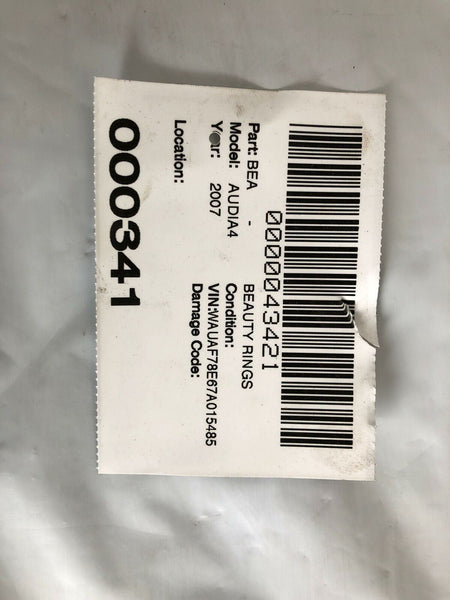 0000043421
Part: BEA - BEAUTY RINGS
Model: AUDIA4 Condition:
Year: 2007 VIN:WAUAF78E67A015485
Damage Code:
Location:
000341